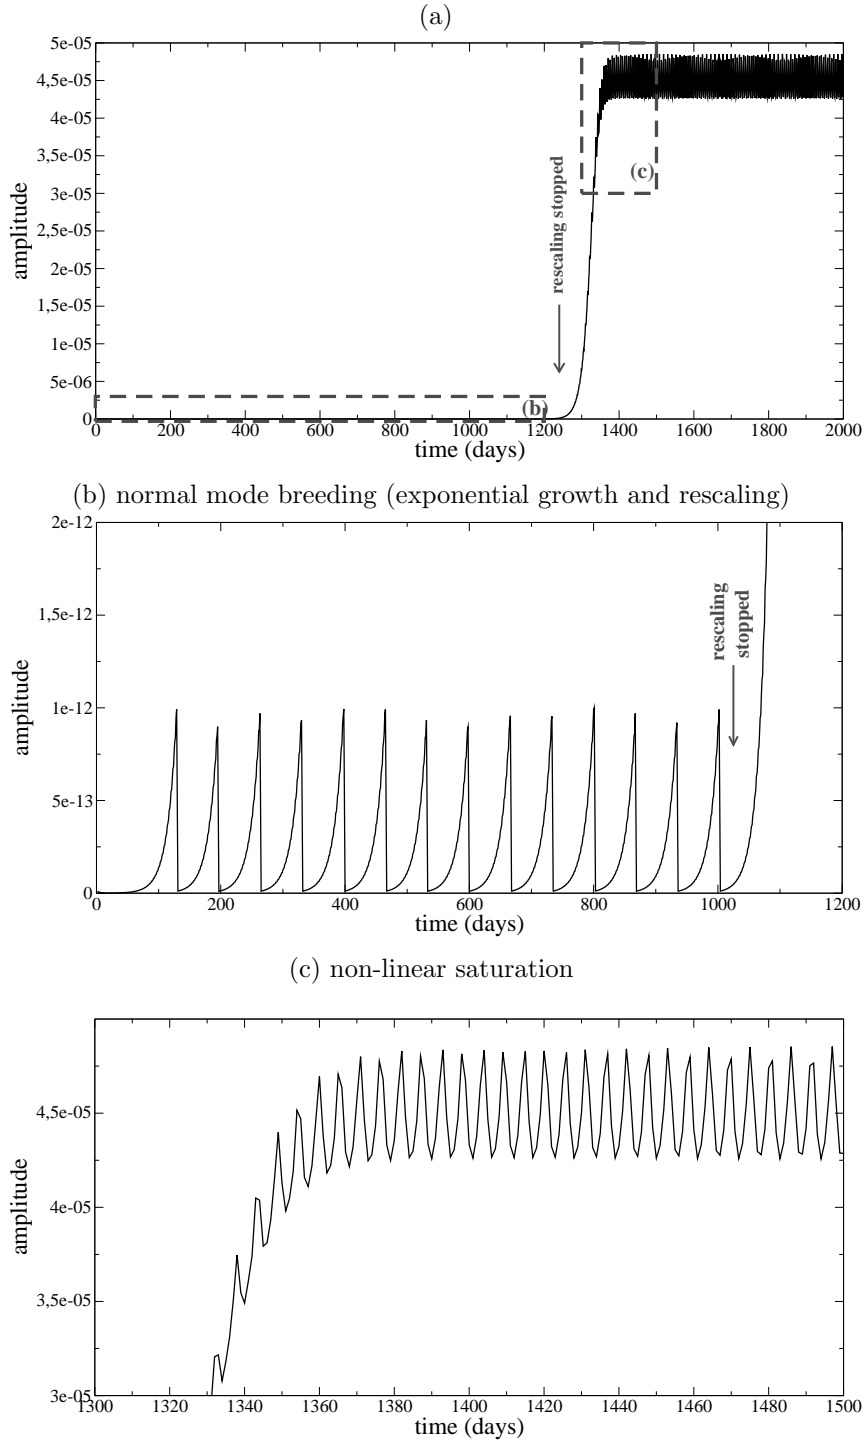 (a)
5e-05
4,5e-05
4e-05
3,5e-05
3e-05
2,5e-05
2e-05
1,5e-05
1e-05
5e-06
0
amplitude
rescaling stopped
(c)
(b)
0 200 400 600 800 1000 1200 1400 1600 1800 2000
time (days)
(b) normal mode breeding (exponential growth and rescaling)
2e-12
1,5e-12
1e-12
5e-13
0
amplitude
rescaling
stopped
0 200 400 600 800 1000 1200
time (days)
(c) non-linear saturation
4,5e-05
4e-05
3,5e-05
3e-05
amplitude
1300 1320 1340 1360 1380 1400 1420 1440 1460 1480 1500
time (days)